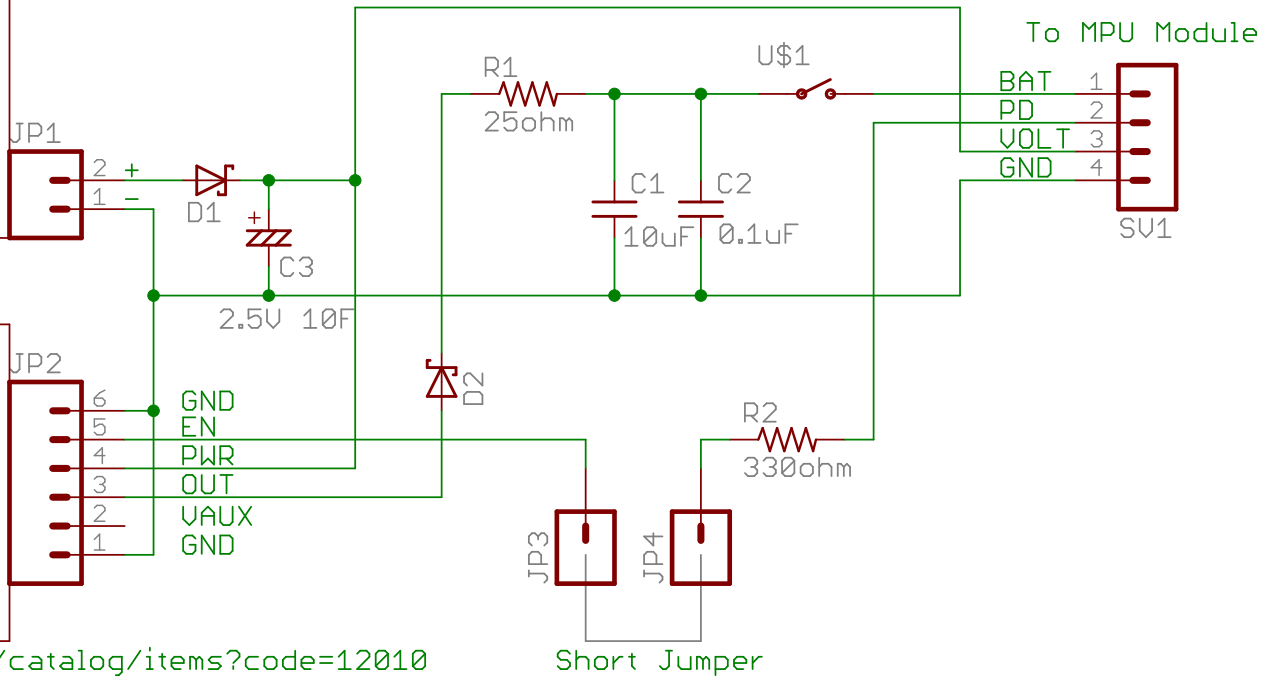 To MPU Module
U$1
R1
25ohm
BAT 1
PD 2
VOLT 3
GND 4
SV1
JP1
2 +
1 −
D1
+
C3
2.5V 10F
C1
10uF
C2
0.1uF
JP2
6 GND
5 EN
4 PWR
3 OUT
2 VAUX
1 GND
D2
R2
330ohm
JP3
JP4
/catalog/items?code=12010
Short Jumper